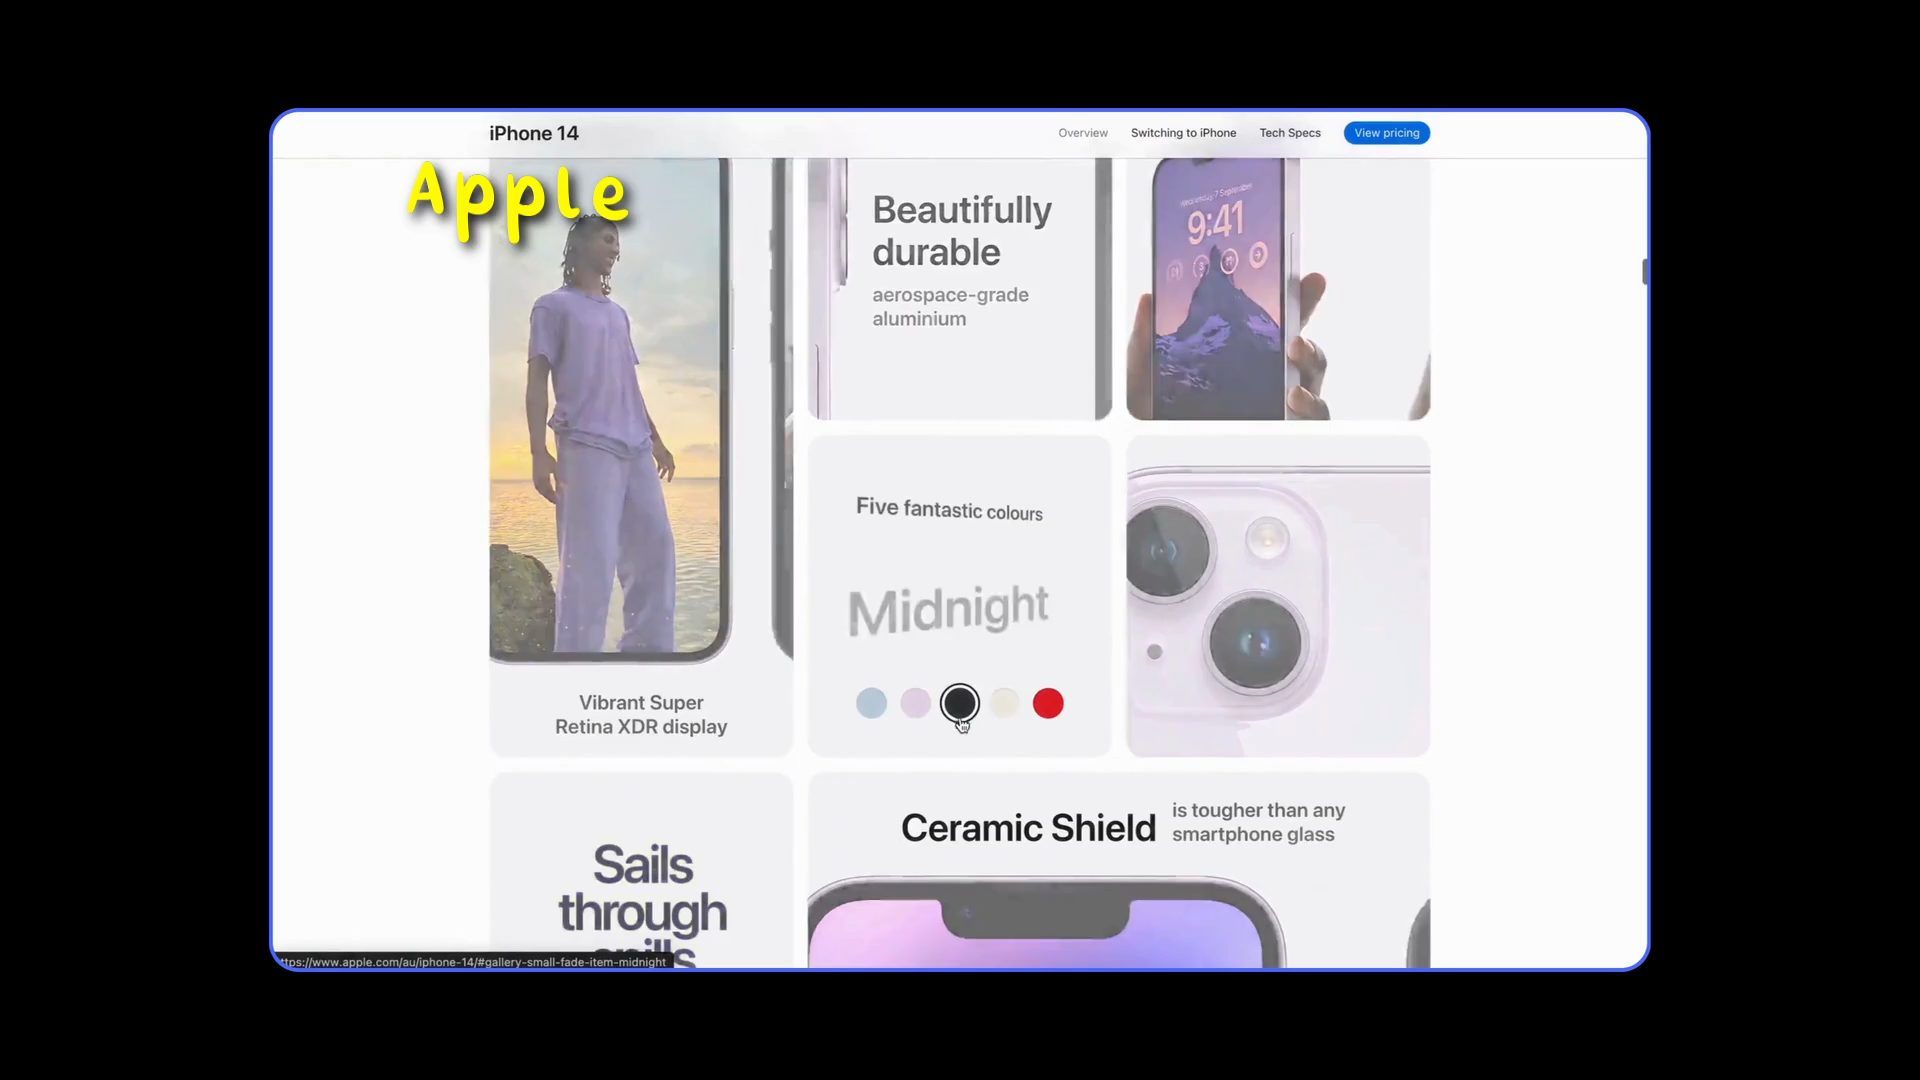 iPhone 14
Overview
Switching to iPhone
Tech Specs
View pricing
Apple
Beautifully
durable
aerospace-grade
aluminium
9:41
Five fantastic colours
Midnight
Vibrant Super
Retina XDR display
Ceramic Shield
is tougher than any
smartphone glass
Sails
through
spills
ttps://www.apple.com/au/iphone-14/#gallery-small-fade-item-midnight